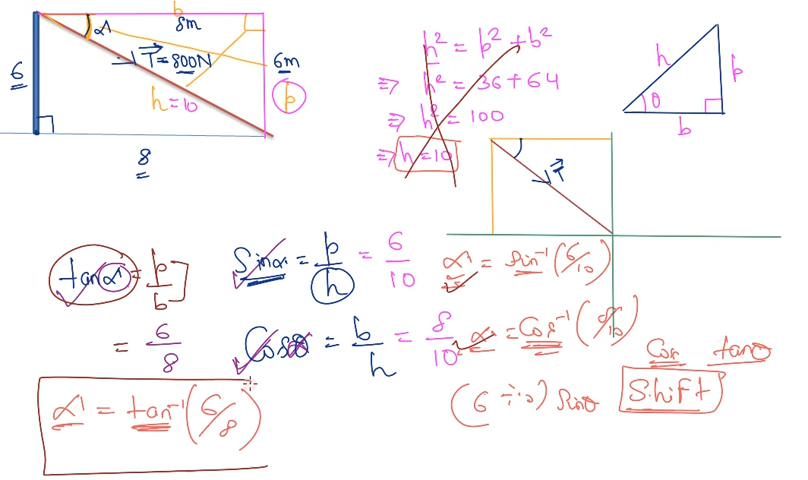 b
8m
α
T = 800N
6
6m
h = 10
p
8
h² = p² + b²
⇒ h² = 36 + 64
⇒ h² = 100
⇒ h = 10
h
p
θ
b
T
tan α = p/b
= 6/8
α = tan⁻¹(6/8)
Sin α = p/h = 6/10
α = sin⁻¹(6/10)
Cos = b/h = 8/10
α = Cos⁻¹(8/10)
Cos tanθ
(6 ÷ 10) Sinθ Shift